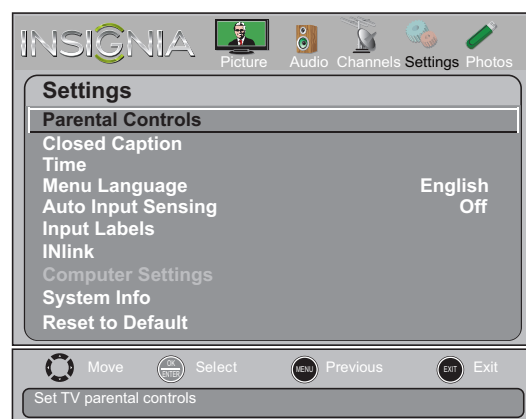 INSIGNIA
Picture Audio Channels Settings Photos
Settings
Parental Controls
Closed Caption
Time
Menu Language English
Auto Input Sensing Off
Input Labels
INlink
Computer Settings
System Info
Reset to Default
Move OK ENTER Select MENU Previous EXIT Exit
Set TV parental controls